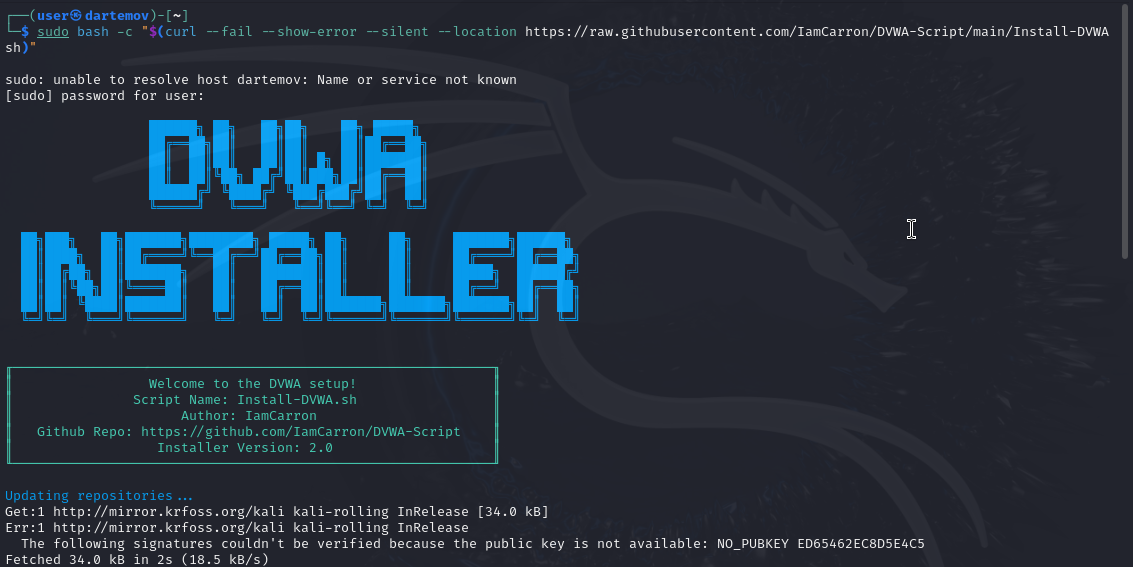 ┌──(user㉿dartemov)-[~]
└─$ sudo bash -c "$(curl --fail --show-error --silent --location https://raw.githubusercontent.com/IamCarron/DVWA-Script/main/Install-DVWA
sh)"
sudo: unable to resolve host dartemov: Name or service not known
[sudo] password for user:
DVWA
INSTALLER
Welcome to the DVWA setup!
Script Name: Install-DVWA.sh
Author: IamCarron
Github Repo: https://github.com/IamCarron/DVWA-Script
Installer Version: 2.0
Updating repositories...
Get:1 http://mirror.krfoss.org/kali kali-rolling InRelease [34.0 kB]
Err:1 http://mirror.krfoss.org/kali kali-rolling InRelease
The following signatures couldn't be verified because the public key is not available: NO_PUBKEY ED65462EC8D5E4C5
Fetched 34.0 kB in 2s (18.5 kB/s)